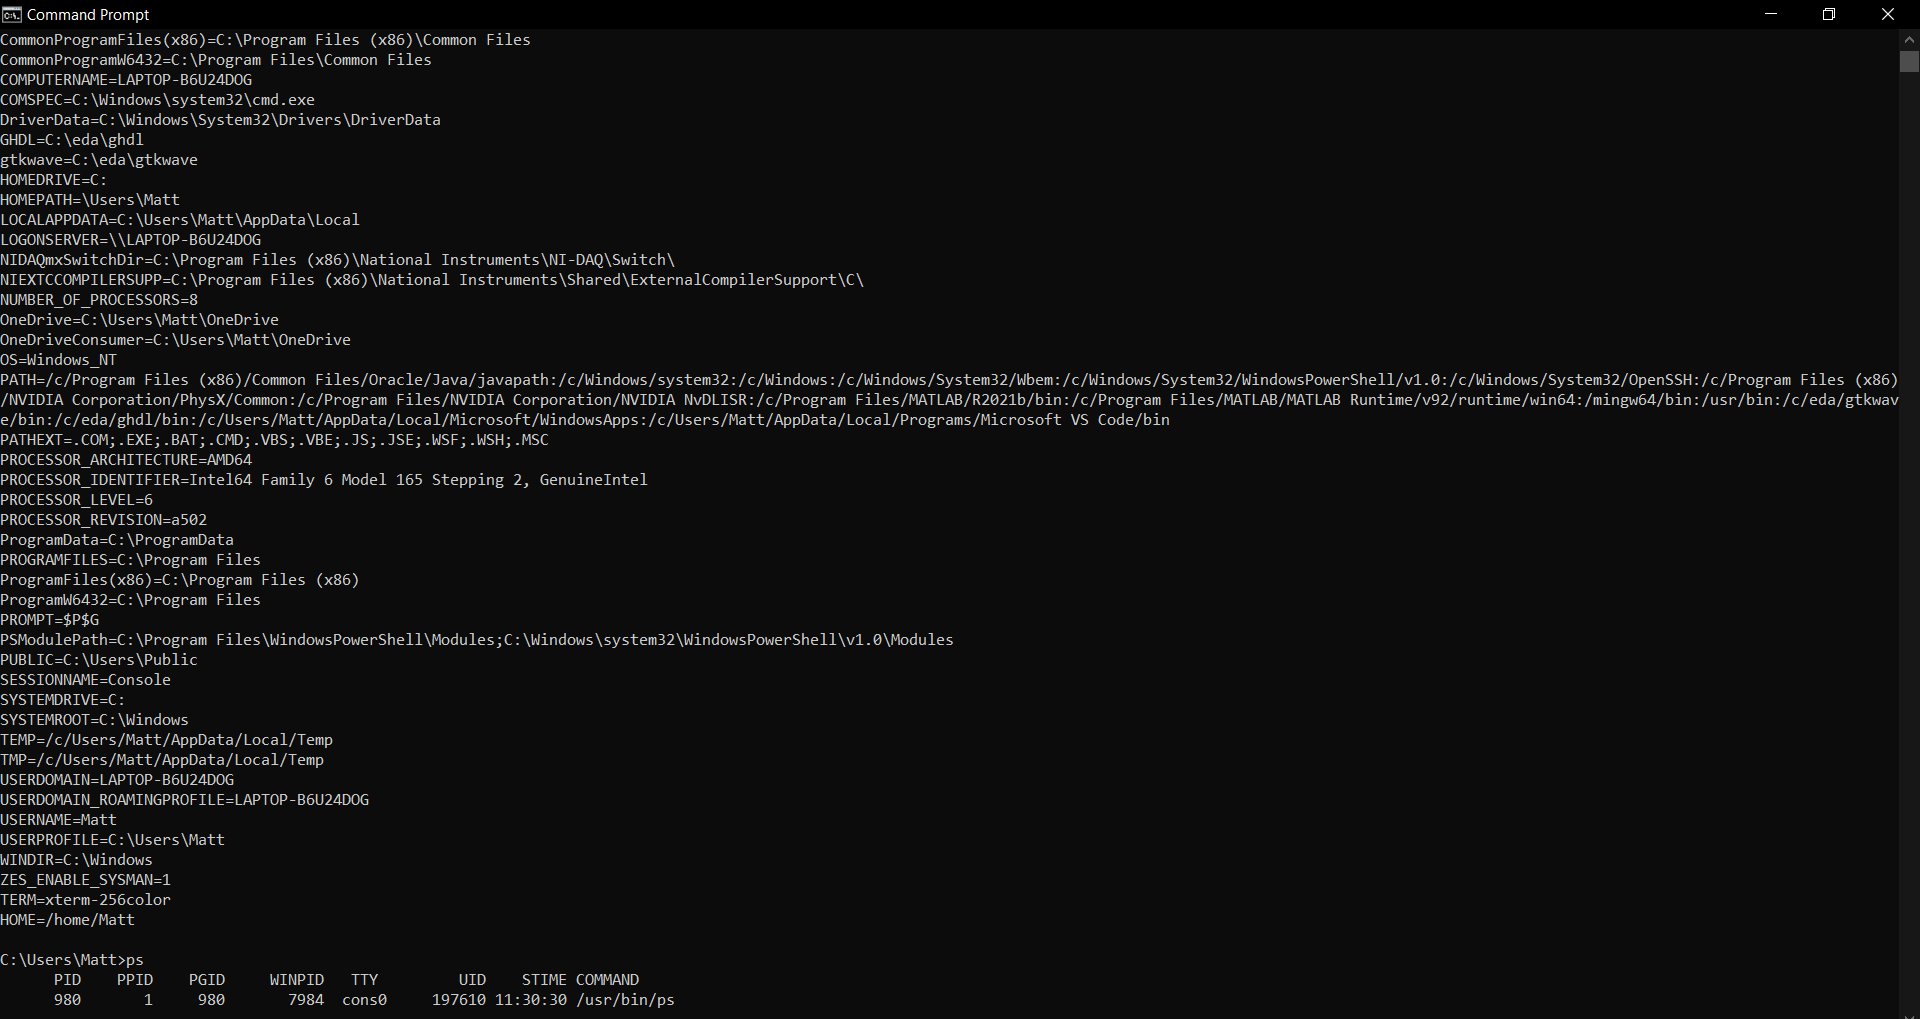 Command Prompt
CommonProgramFiles(x86)=C:\Program Files (x86)\Common Files
CommonProgramW6432=C:\Program Files\Common Files
COMPUTERNAME=LAPTOP-B6U24DOG
COMSPEC=C:\Windows\system32\cmd.exe
DriverData=C:\Windows\System32\Drivers\DriverData
GHDL=C:\eda\ghdl
gtkwave=C:\eda\gtkwave
HOMEDRIVE=C:
HOMEPATH=\Users\Matt
LOCALAPPDATA=C:\Users\Matt\AppData\Local
LOGONSERVER=\\LAPTOP-B6U24DOG
NIDAQmxSwitchDir=C:\Program Files (x86)\National Instruments\NI-DAQ\Switch\
NIEXTCCOMPILERSUPP=C:\Program Files (x86)\National Instruments\Shared\ExternalCompilerSupport\C\
NUMBER_OF_PROCESSORS=8
OneDrive=C:\Users\Matt\OneDrive
OneDriveConsumer=C:\Users\Matt\OneDrive
OS=Windows_NT
PATH=/c/Program Files (x86)/Common Files/Oracle/Java/javapath:/c/Windows/system32:/c/Windows:/c/Windows/System32/Wbem:/c/Windows/System32/WindowsPowerShell/v1.0:/c/Windows/System32/OpenSSH:/c/Program Files (x86)
/NVIDIA Corporation/PhysX/Common:/c/Program Files/NVIDIA Corporation/NVIDIA NvDLISR:/c/Program Files/MATLAB/R2021b/bin:/c/Program Files/MATLAB/MATLAB Runtime/v92/runtime/win64:/mingw64/bin:/usr/bin:/c/eda/gtkwav
e/bin:/c/eda/ghdl/bin:/c/Users/Matt/AppData/Local/Microsoft/WindowsApps:/c/Users/Matt/AppData/Local/Programs/Microsoft VS Code/bin
PATHEXT=.COM;.EXE;.BAT;.CMD;.VBS;.VBE;.JS;.JSE;.WSF;.WSH;.MSC
PROCESSOR_ARCHITECTURE=AMD64
PROCESSOR_IDENTIFIER=Intel64 Family 6 Model 165 Stepping 2, GenuineIntel
PROCESSOR_LEVEL=6
PROCESSOR_REVISION=a502
ProgramData=C:\ProgramData
PROGRAMFILES=C:\Program Files
ProgramFiles(x86)=C:\Program Files (x86)
ProgramW6432=C:\Program Files
PROMPT=$P$G
PSModulePath=C:\Program Files\WindowsPowerShell\Modules;C:\Windows\system32\WindowsPowerShell\v1.0\Modules
PUBLIC=C:\Users\Public
SESSIONNAME=Console
SYSTEMDRIVE=C:
SYSTEMROOT=C:\Windows
TEMP=/c/Users/Matt/AppData/Local/Temp
TMP=/c/Users/Matt/AppData/Local/Temp
USERDOMAIN=LAPTOP-B6U24DOG
USERDOMAIN_ROAMINGPROFILE=LAPTOP-B6U24DOG
USERNAME=Matt
USERPROFILE=C:\Users\Matt
WINDIR=C:\Windows
ZES_ENABLE_SYSMAN=1
TERM=xterm-256color
HOME=/home/Matt
C:\Users\Matt>ps
PID PPID PGID WINPID TTY UID STIME COMMAND
980 1 980 7984 cons0 197610 11:30:30 /usr/bin/ps